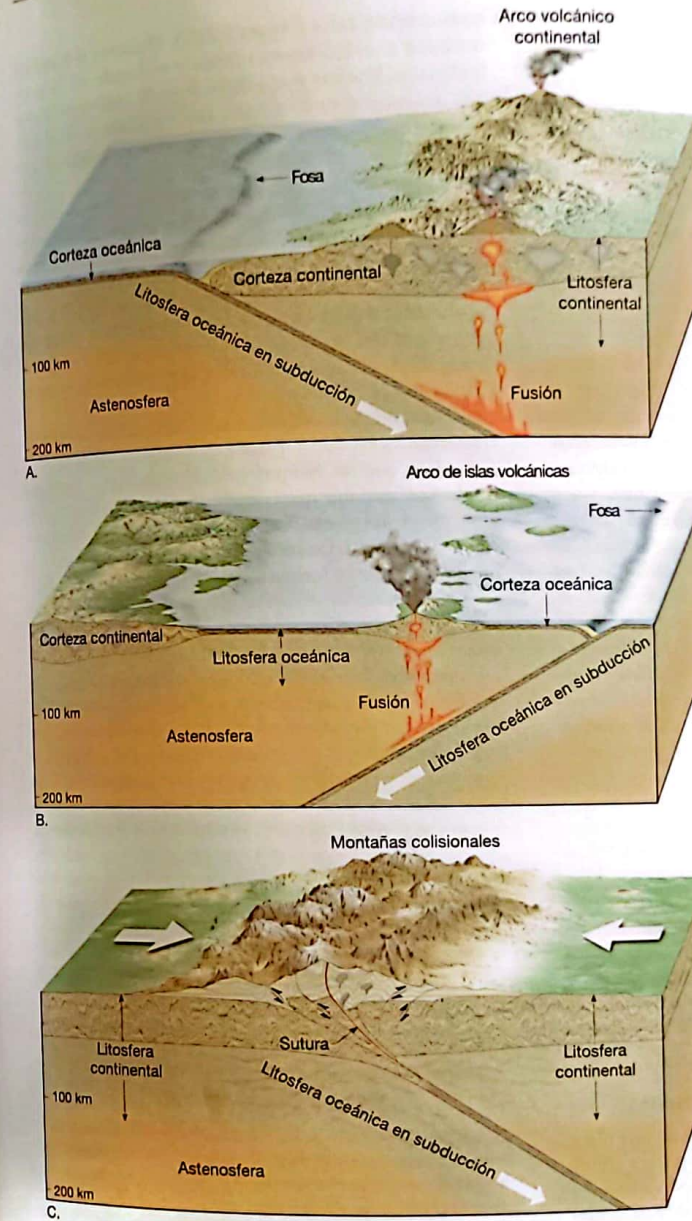 Arco volcánico
continental
Fosa
Corteza oceánica
Corteza continental
Litosfera
continental
Litosfera oceánica en subducción
100 km
Astenosfera
Fusión
200 km
A.
Arco de islas volcánicas
Fosa
Corteza oceánica
Corteza continental
Litosfera oceánica
Litosfera oceánica en subducción
Fusión
100 km
Astenosfera
200 km
B.
Montañas colisionales
Sutura
Litosfera
continental
Litosfera
continental
Litosfera oceánica en subducción
100 km
Astenosfera
200 km
C.